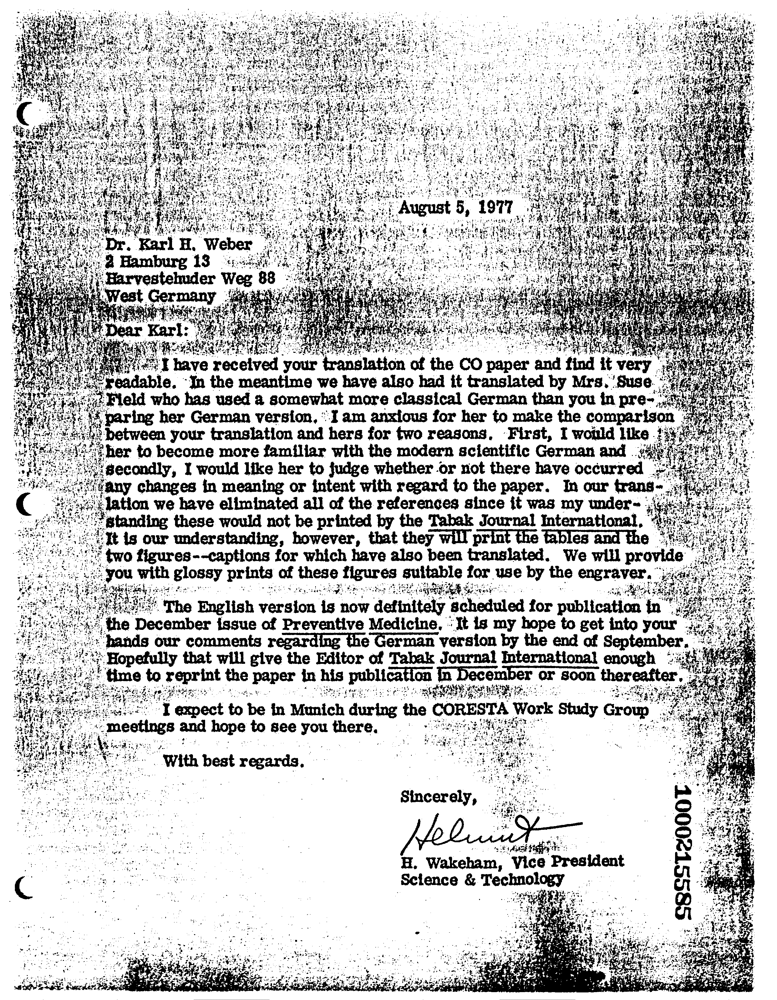 August 5, 1977
Dr. Karl H. Weber
2 Hamburg 13
Harvestehuder Weg 88
West Germany
Dear Karl:
I have received your translation of the CO paper and find it very
readable. In the meantime we have also had it translated by Mrs. Suse
Field who has used a somewhat more classical German than you in pre-
paring her German version. I am anxious for her to make the comparison
between your translation and hers for two reasons. First, I would like
her to become more familiar with the modern scientific German and
secondly, I would like her to judge whether or not there have occurred
any changes in meaning or intent with regard to the paper. In our trans-
lation we have eliminated all of the references since it was my under-
standing these would not be printed by the Tabak Journal International.
It is our understanding, however, that they will print the tables and the
two figures--captions for which have also been translated. We will provide
you with glossy prints of these figures suitable for use by the engraver.
The English version is now definitely scheduled for publication in
the December issue of Preventive Medicine. It is my hope to get into your
hands our comments regarding the German version by the end of September.
Hopefully that will give the Editor of Tabak Journal International enough
time to reprint the paper in his publication in December or soon thereafter.
I expect to be in Munich during the CORESTA Work Study Group
meetings and hope to see you there.
With best regards.
Sincerely,
Helmut
H. Wakeham, Vice President
Science & Technology
1000215585